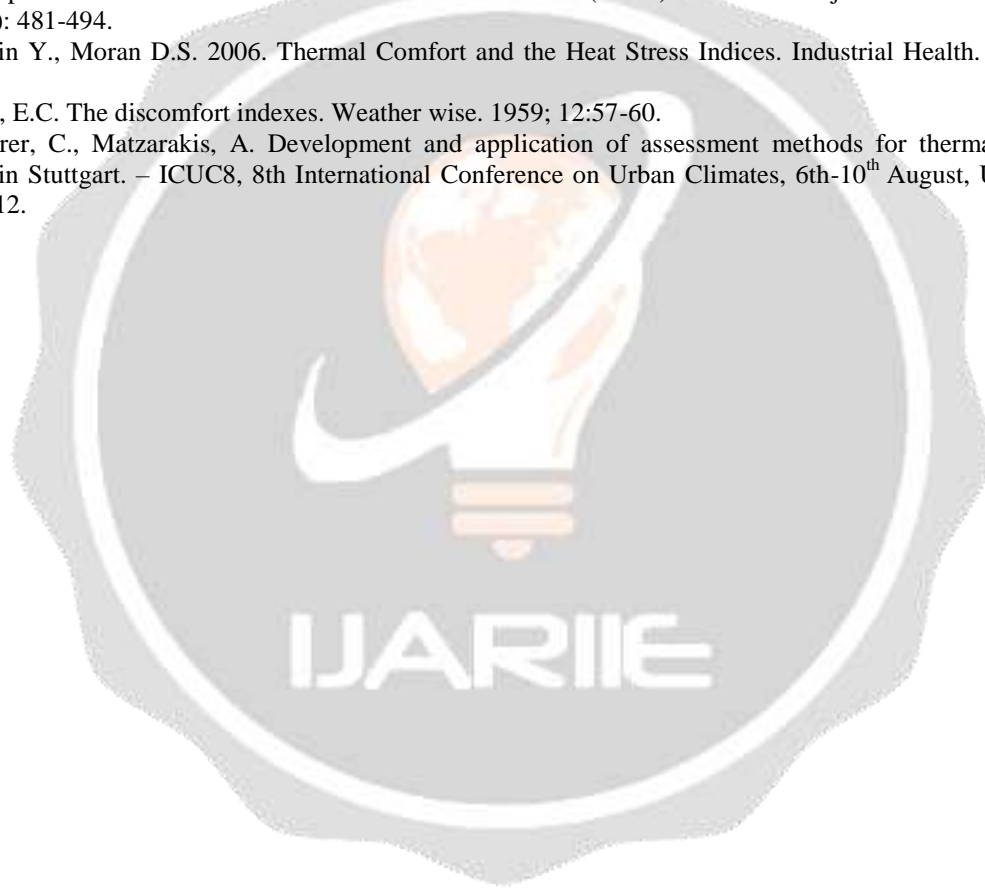 ): 481-494.
in Y., Moran D.S. 2006. Thermal Comfort and the Heat Stress Indices. Industrial Health.
, E.C. The discomfort indexes. Weather wise. 1959; 12:57-60.
rer, C., Matzarakis, A. Development and application of assessment methods for therma
in Stuttgart. – ICUC8, 8th International Conference on Urban Climates, 6th-10th August, U
12.
IJARIIE